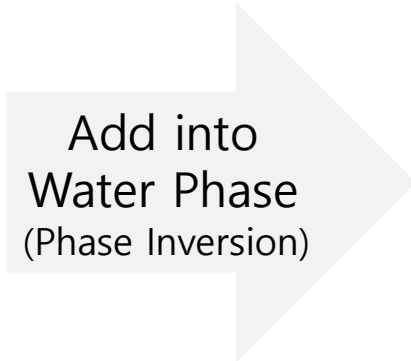 Add into
Water Phase
(Phase Inversion)